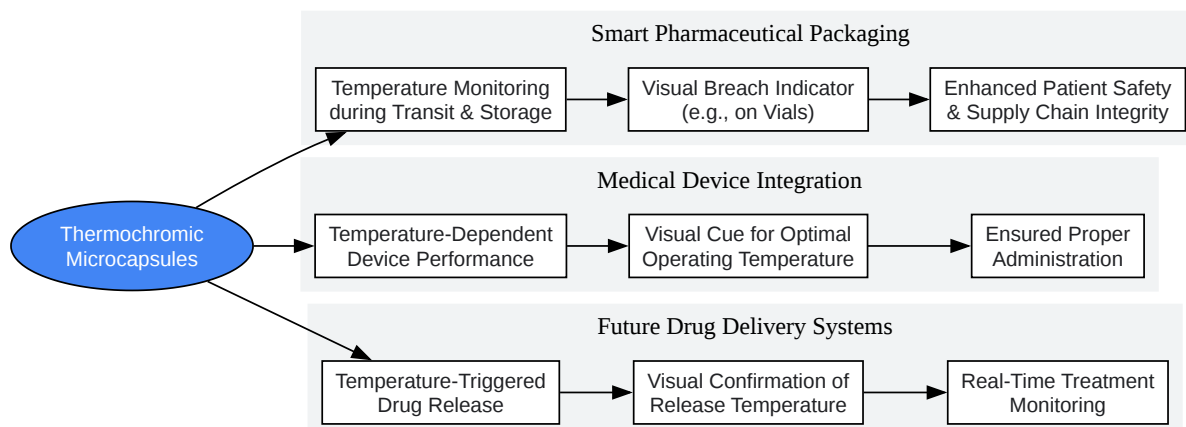 Smart Pharmaceutical Packaging
Temperature Monitoring
during Transit & Storage
Visual Breach Indicator
(e.g., on Vials)
Enhanced Patient Safety
& Supply Chain Integrity
Thermochromic
Microcapsules
Medical Device Integration
Temperature-Dependent
Device Performance
Visual Cue for Optimal
Operating Temperature
Ensured Proper
Administration
Future Drug Delivery Systems
Temperature-Triggered
Drug Release
Visual Confirmation of
Release Temperature
Real-Time Treatment
Monitoring